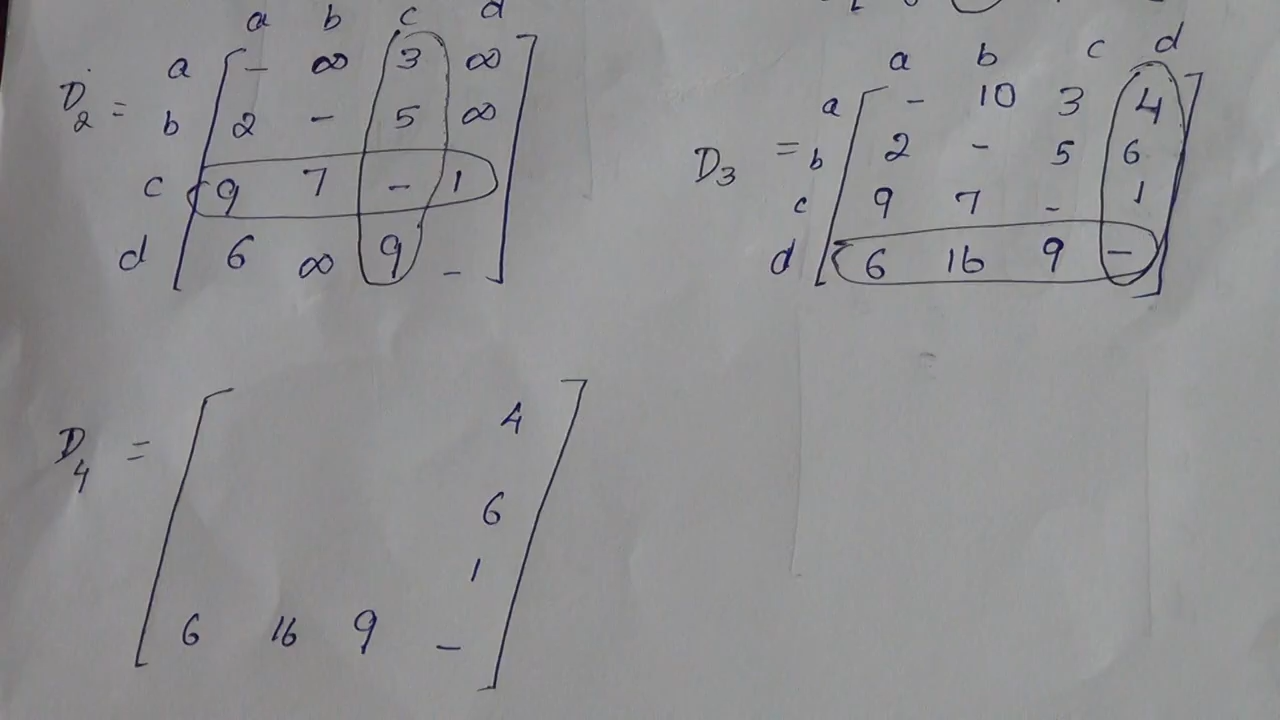 a b c d
D2 = a - ∞ 3 ∞
b 2 - 5 ∞
c 9 7 - 1
d 6 ∞ 9 -
a b c d
D3 = a - 10 3 4
b 2 - 5 6
c 9 7 - 1
d 6 16 9 -
D4 = 4
6
1
6 16 9 -